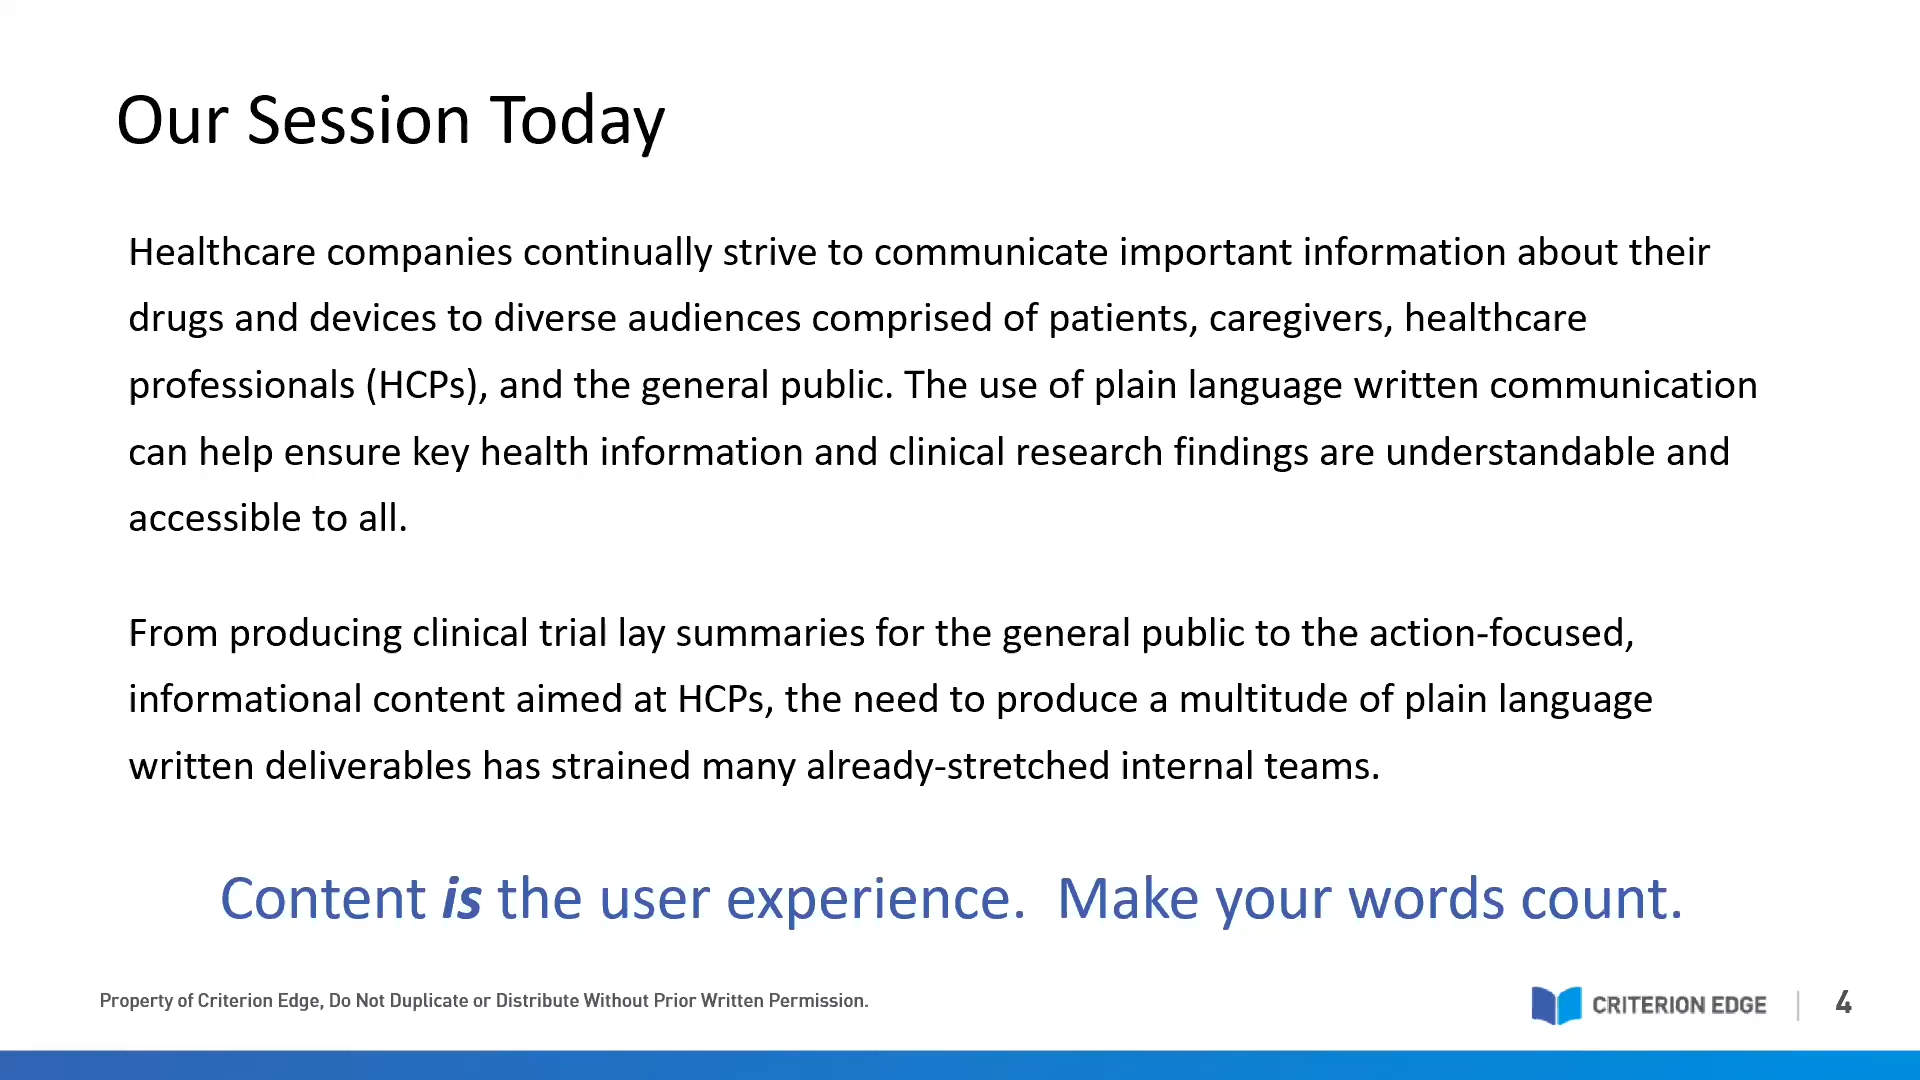 Our Session Today
Healthcare companies continually strive to communicate important information about their
drugs and devices to diverse audiences comprised of patients, caregivers, healthcare
professionals (HCPs), and the general public. The use of plain language written communication
can help ensure key health information and clinical research findings are understandable and
accessible to all.
From producing clinical trial lay summaries for the general public to the action-focused,
informational content aimed at HCPs, the need to produce a multitude of plain language
written deliverables has strained many already-stretched internal teams.
Content is the user experience.  Make your words count.
Property of Criterion Edge, Do Not Duplicate or Distribute Without Prior Written Permission.
CRITERION EDGE | 4